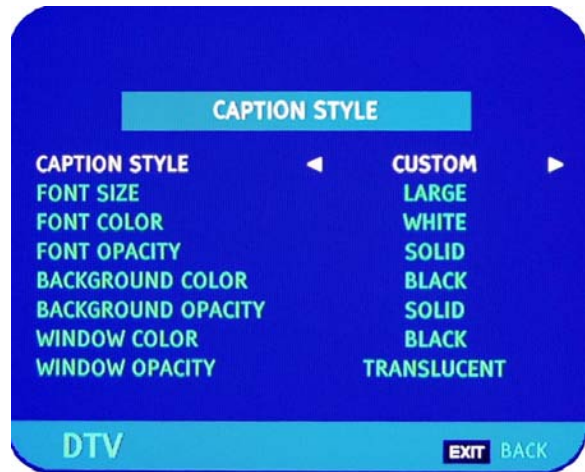 CAPTION STYLE
CAPTION STYLE ◄ CUSTOM ►
FONT SIZE LARGE
FONT COLOR WHITE
FONT OPACITY SOLID
BACKGROUND COLOR BLACK
BACKGROUND OPACITY SOLID
WINDOW COLOR BLACK
WINDOW OPACITY TRANSLUCENT
DTV EXIT BACK